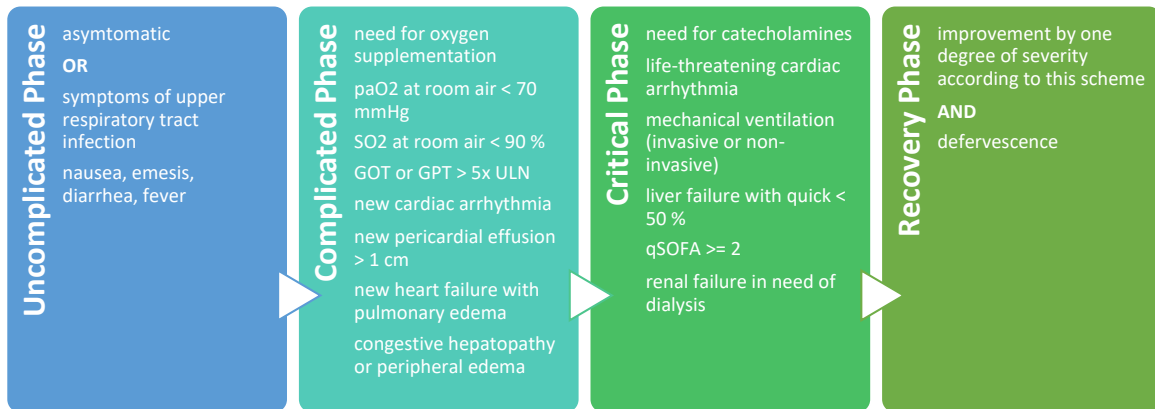 Uncomplicated Phase
asymtomatic
OR
symptoms of upper
respiratory tract
infection
nausea, emesis,
diarrhea, fever
Complicated Phase
need for oxygen
supplementation
paO2 at room air < 70
mmHg
SO2 at room air < 90 %
GOT or GPT > 5x ULN
new cardiac arrhythmia
new pericardial effusion
> 1 cm
new heart failure with
pulmonary edema
congestive hepatopathy
or peripheral edema
Critical Phase
need for catecholamines
life-threatening cardiac
arrhythmia
mechanical ventilation
(invasive or non-
invasive)
liver failure with quick <
50 %
qSOFA >= 2
renal failure in need of
dialysis
Recovery Phase
improvement by one
degree of severity
according to this scheme
AND
defervescence